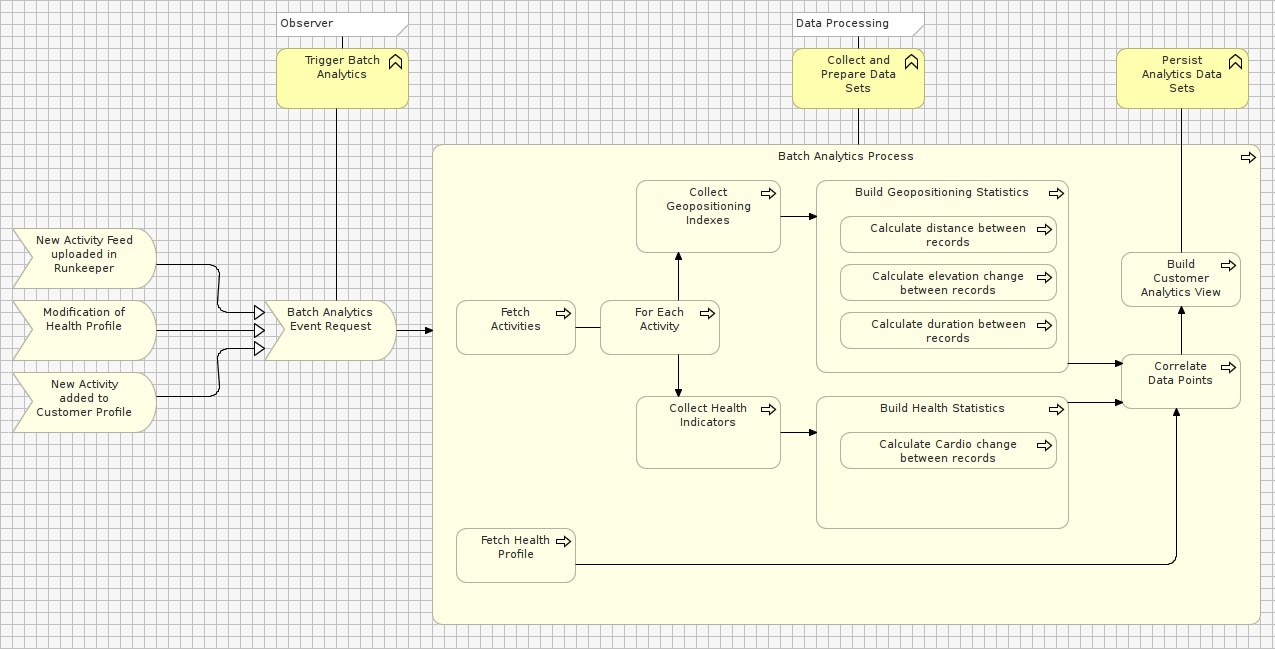 Observer
Data Processing
Trigger Batch
Analytics
Collect and
Prepare Data
Sets
Persist
Analytics Data
Sets
Batch Analytics Process
Collect
Geopositioning
Indexes
Build Geopositioning Statistics
Calculate distance between
records
Calculate elevation change
between records
Calculate duration between
records
New Activity Feed
uploaded in
Runkeeper
Modification of
Health Profile
New Activity
added to
Customer Profile
Batch Analytics
Event Request
Fetch
Activities
For Each
Activity
Build
Customer
Analytics View
Correlate
Data Points
Collect Health
Indicators
Build Health Statistics
Calculate Cardio change
between records
Fetch Health
Profile